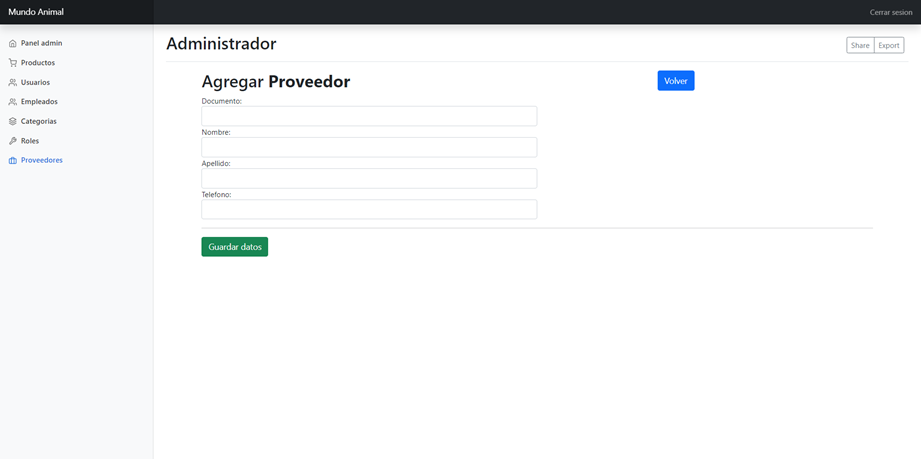 Mundo Animal
Cerrar sesion
Panel admin
Productos
Usuarios
Empleados
Categorias
Roles
Proveedores
Administrador
Share
Export
Agregar Proveedor
Volver
Documento:
Nombre:
Apellido:
Telefono:
Guardar datos